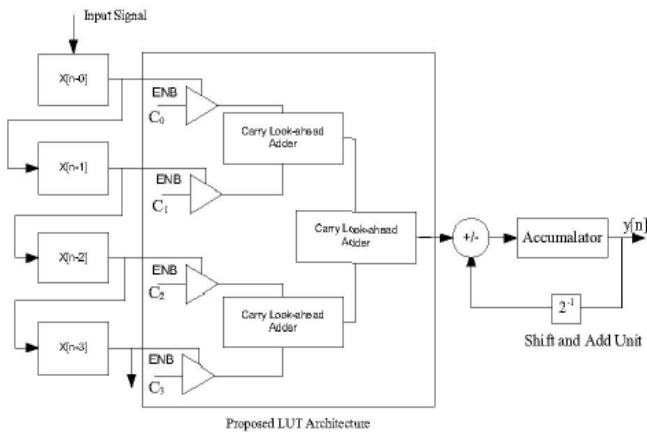 Input Signal
X[n-0]
ENB
C0
Carry Look-ahead
Adder
X[n-1]
ENB
C1
Carry Look-ahead
Adder
+/-
Accumalator
y[n]
X[n-2]
ENB
C2
Carry Look-ahead
Adder
2-1
Shift and Add Unit
X[n-3]
ENB
C3
Proposed LUT Architecture